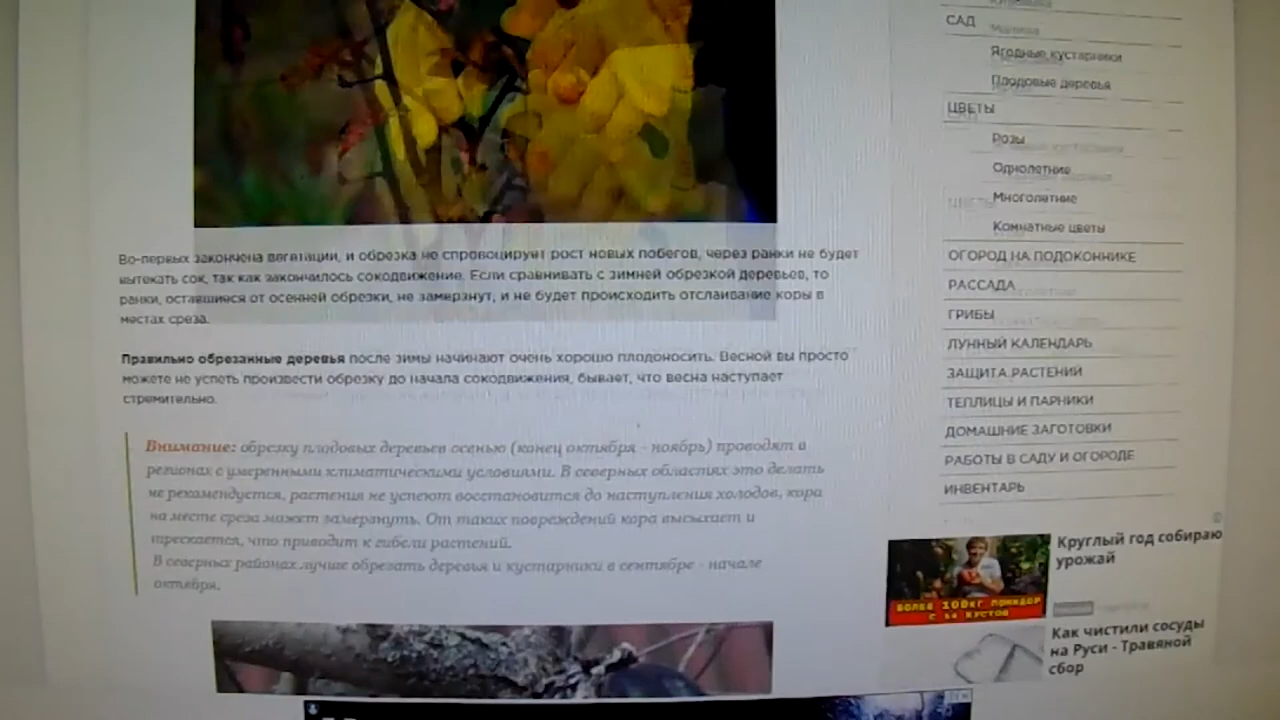 Во-первых закончена вегетации, и обрезка не спровоцирует рост новых побегов, через ранки не будет
вытекать сок, так как закончилось сокодвижение. Если сравнивать с зимней обрезкой деревьев, то
ранки, оставшиеся от осенней обрезки, не замерзнут, и не будет происходить отслаивание коры в
местах среза.
Правильно обрезанные деревья после зимы начинают очень хорошо плодоносить. Весной вы просто
можете не успеть произвести обрезку до начала сокодвижения, бывает, что весна наступает
стремительно.
Внимание: обрезку плодовых деревьев осенью (конец октября - ноябрь) проводят в
регионах с умеренными климатическими условиями. В северных областях это делать
не рекомендуется, растения не успеют восстановится до наступления холодов, кора
на месте среза может замерзнуть. От таких повреждений кора высыхает и
трескается, что приводит к гибели растений.
В северных районах лучше обрезать деревья и кустарники в сентябре - начале
октября.
САД
Ягодные кустарники
Плодовые деревья
ЦВЕТЫ
Розы
Однолетние
Многолетние
Комнатные цветы
ОГОРОД НА ПОДОКОННИКЕ
РАССАДА
ГРИБЫ
ЛУННЫЙ КАЛЕНДАРЬ
ЗАЩИТА РАСТЕНИЙ
ТЕПЛИЦЫ И ПАРНИКИ
ДОМАШНИЕ ЗАГОТОВКИ
РАБОТЫ В САДУ И ОГОРОДЕ
ИНВЕНТАРЬ
Круглый год собираю
урожай
БОЛЕЕ 100кг ПОМИДОР
С 14 КУСТОВ
Как чистили сосуды
на Руси - Травяной
сбор